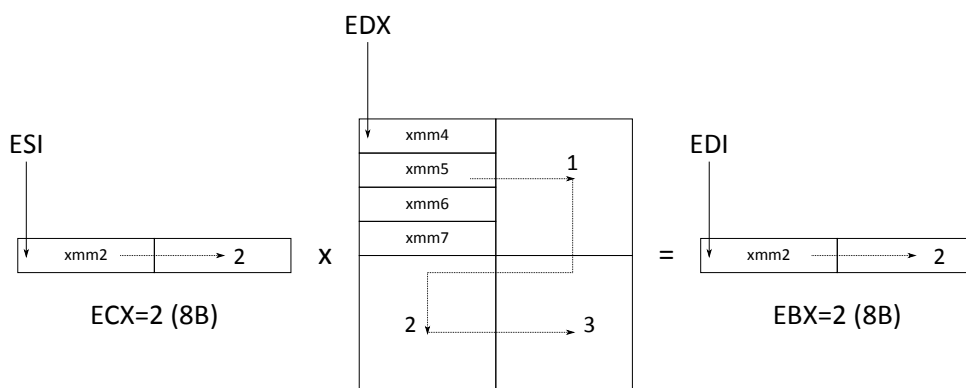 EDX
xmm4
ESI
xmm5
1
EDI
xmm6
xmm7
xmm2
2
x
=
xmm2
2
ECX=2 (8B)
2
3
EBX=2 (8B)